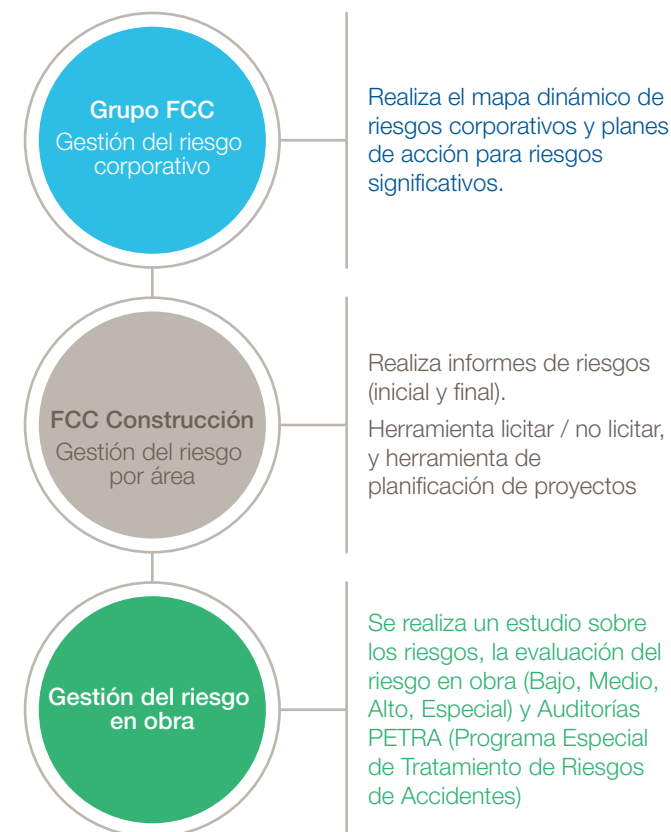 Grupo FCC
Gestión del riesgo
corporativo
Realiza el mapa dinámico de
riesgos corporativos y planes
de acción para riesgos
significativos.
FCC Construcción
Gestión del riesgo
por área
Realiza informes de riesgos
(inicial y final).
Herramienta licitar / no licitar,
y herramienta de
planificación de proyectos
Gestión del riesgo
en obra
Se realiza un estudio sobre
los riesgos, la evaluación del
riesgo en obra (Bajo, Medio,
Alto, Especial) y Auditorías
PETRA (Programa Especial
de Tratamiento de Riesgos
de Accidentes)